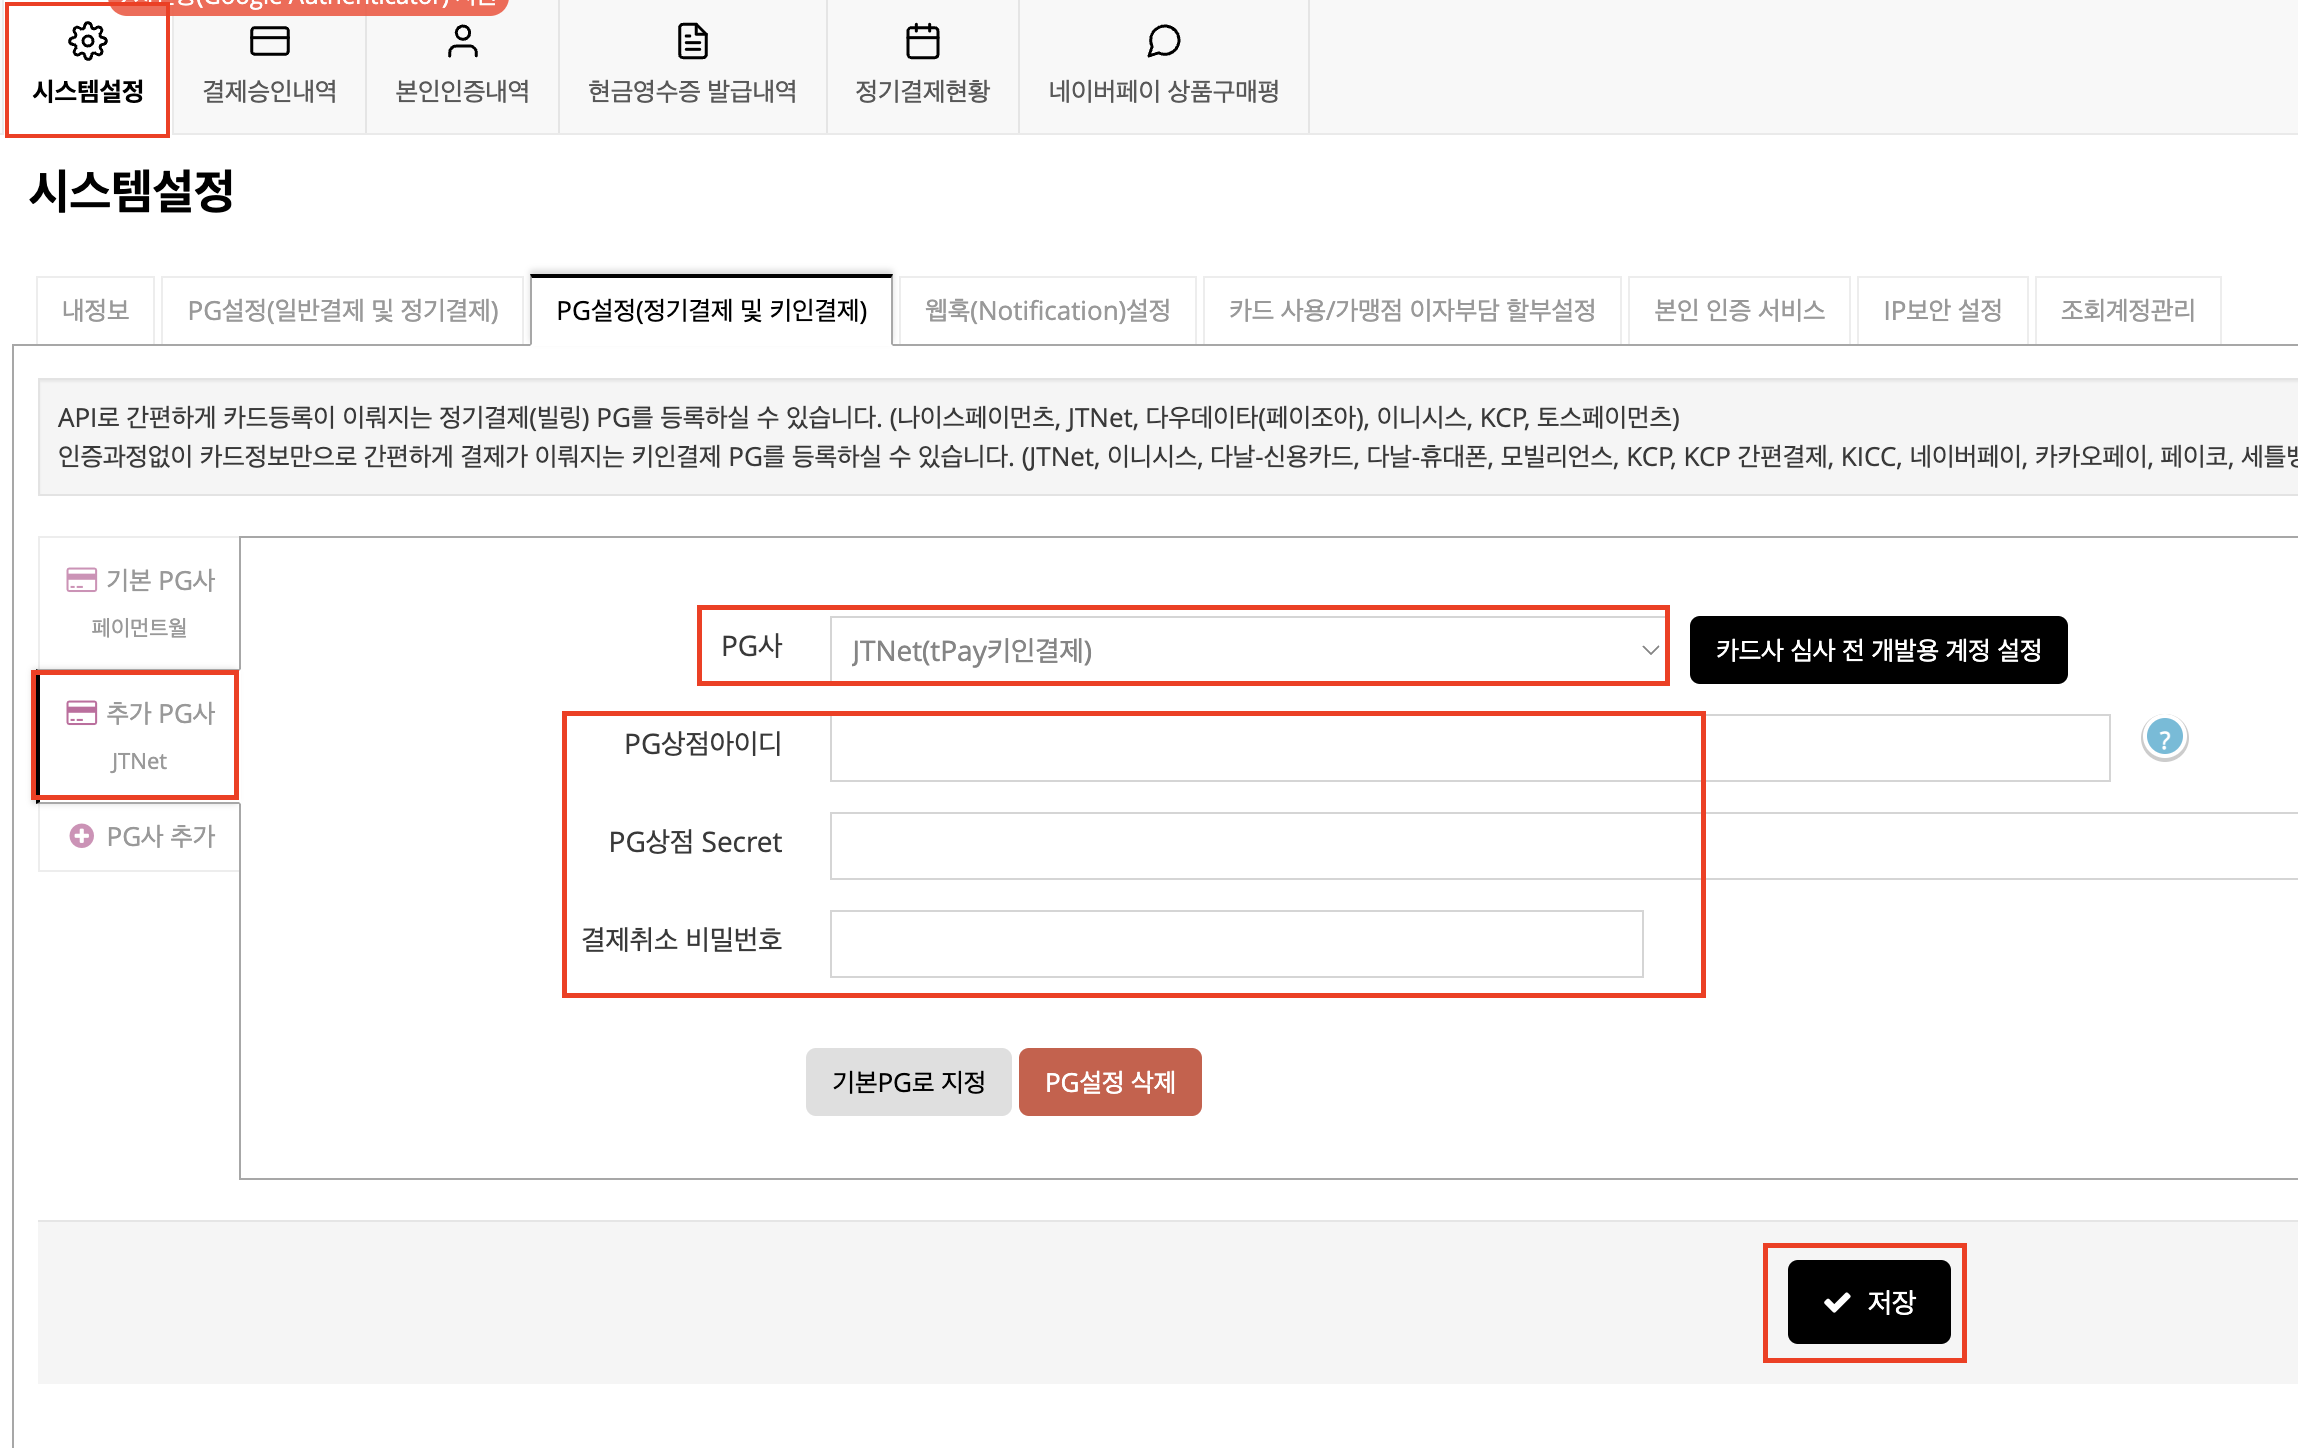 (Google Authenticator) 지원
시스템설정
결제승인내역
본인인증내역
현금영수증 발급내역
정기결제현황
네이버페이 상품구매평
시스템설정
내정보
PG설정(일반결제 및 정기결제)
PG설정(정기결제 및 키인결제)
웹훅(Notification)설정
카드 사용/가맹점 이자부담 할부설정
본인 인증 서비스
IP보안 설정
조회계정관리
API로 간편하게 카드등록이 이뤄지는 정기결제(빌링) PG를 등록하실 수 있습니다. (나이스페이먼츠, JTNet, 다우데이타(페이조아), 이니시스, KCP, 토스페이먼츠)
인증과정없이 카드정보만으로 간편하게 결제가 이뤄지는 키인결제 PG를 등록하실 수 있습니다. (JTNet, 이니시스, 다날-신용카드, 다날-휴대폰, 모빌리언스, KCP, KCP 간편결제, KICC, 네이버페이, 카카오페이, 페이코, 세틀뱅
기본 PG사
페이먼트월
추가 PG사
JTNet
PG사 추가
PG사
JTNet(tPay키인결제)
카드사 심사 전 개발용 계정 설정
PG상점아이디
?
PG상점 Secret
결제취소 비밀번호
기본PG로 지정
PG설정 삭제
저장